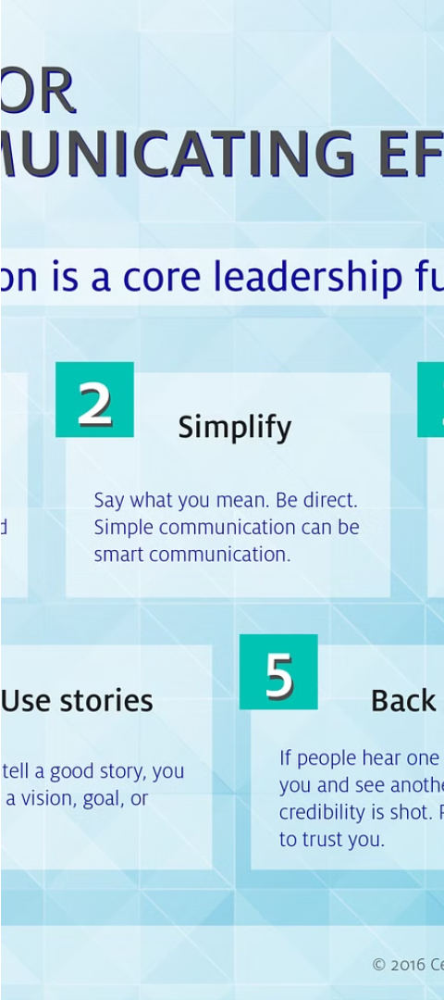 OR
MUNICATING EF
on is a core leadership fu
2
Simplify
Say what you mean. Be direct.
Simple communication can be
smart communication.
d
Use stories
tell a good story, you
a vision, goal, or
5
Back
If people hear one
you and see anothe
credibility is shot. P
to trust you.
© 2016 Ce